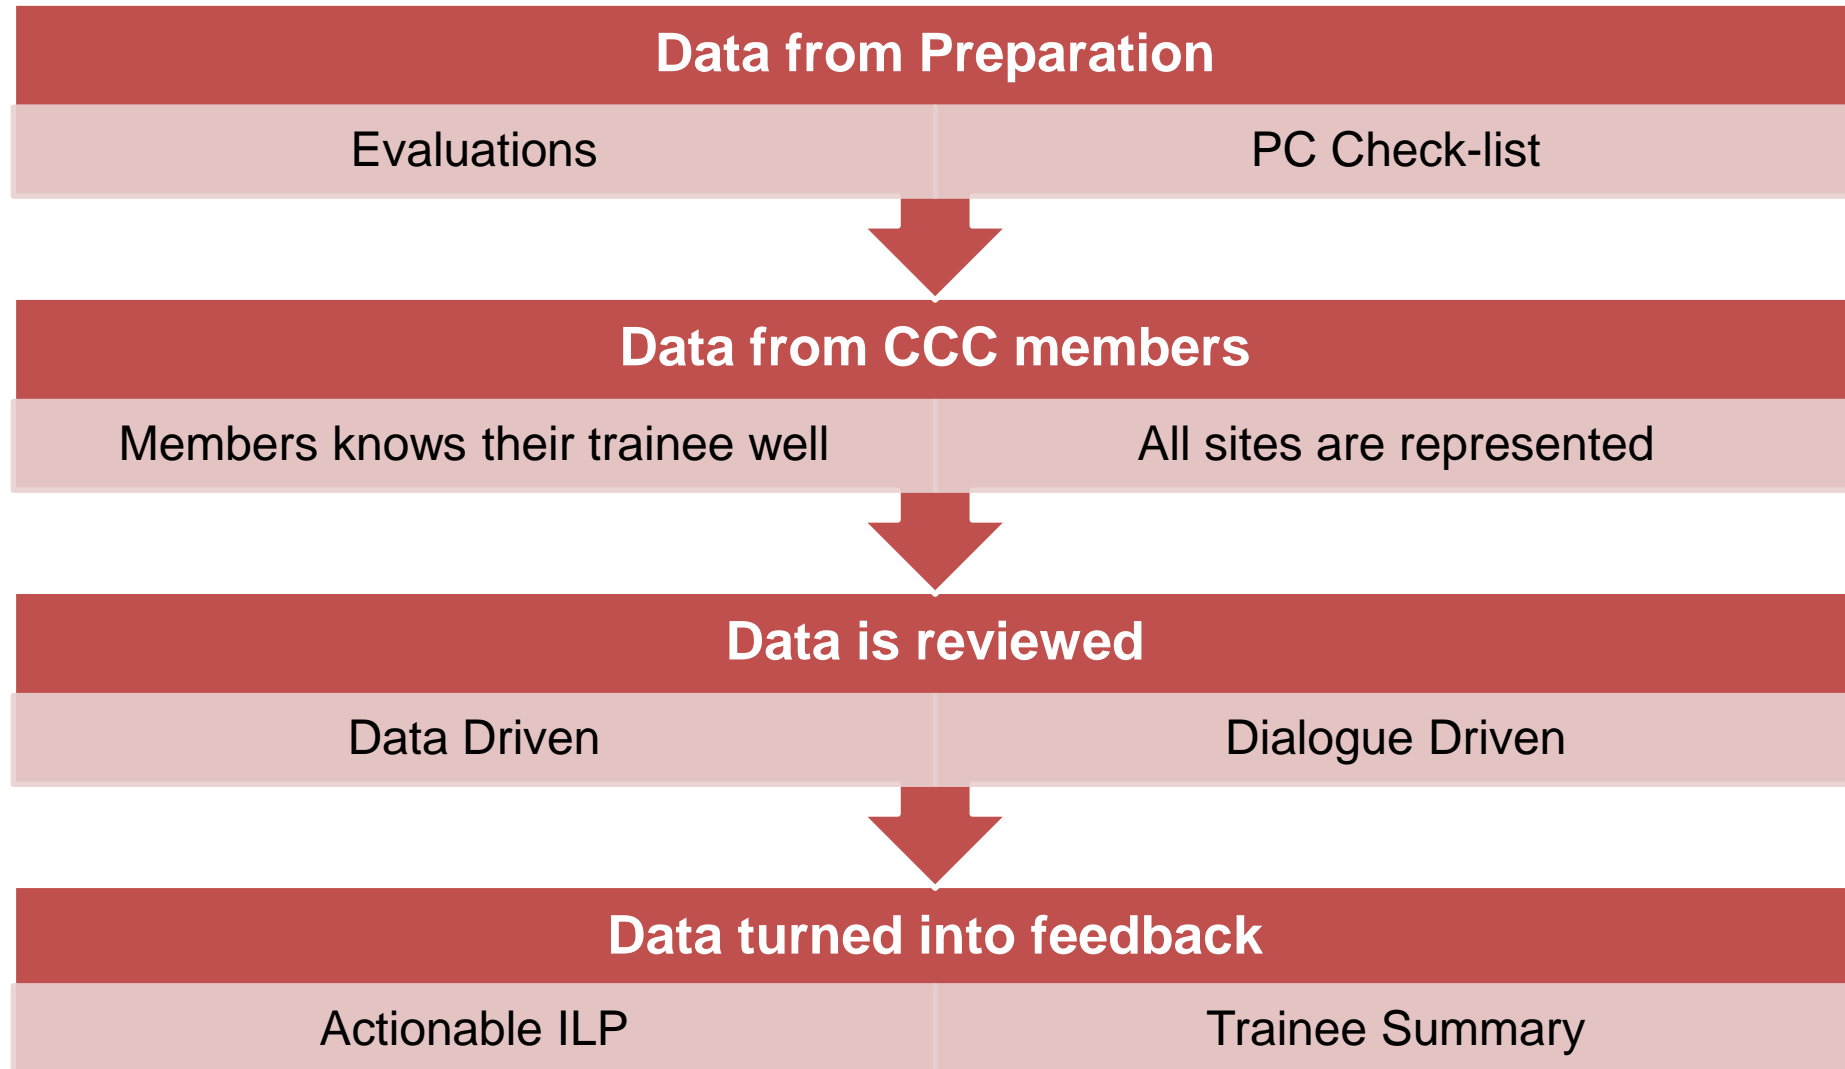 Data from Preparation
Evaluations
PC Check-list
Data from CCC members
Members knows their trainee well
All sites are represented
Data is reviewed
Data Driven
Dialogue Driven
Data turned into feedback
Actionable ILP
Trainee Summary